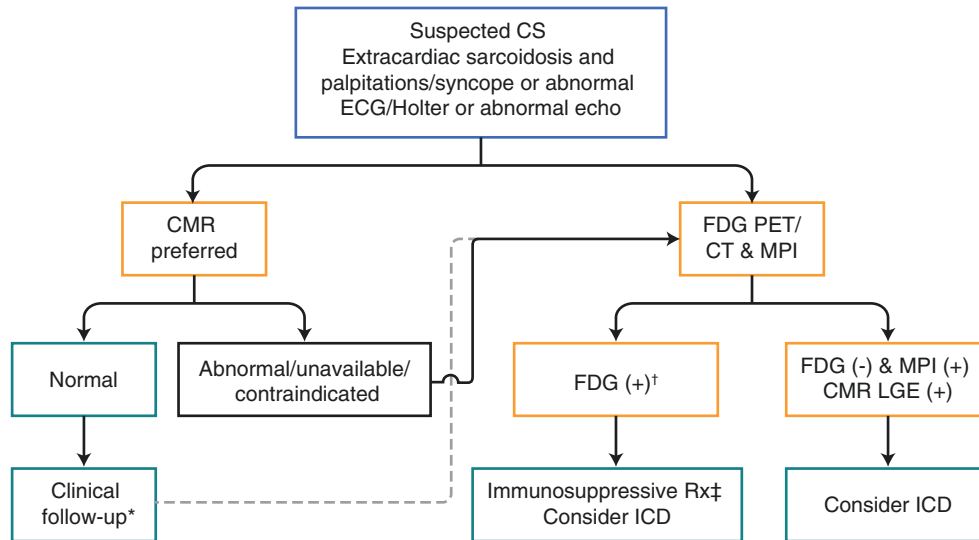 Suspected CS
Extracardiac sarcoidosis and
palpitations/syncope or abnormal
ECG/Holter or abnormal echo
CMR
preferred
FDG PET/
CT & MPI
Normal
Abnormal/unavailable/
contraindicated
FDG (+)†
FDG (-) & MPI (+)
CMR LGE (+)
Clinical
follow-up*
Immunosuppressive Rx‡
Consider ICD
Consider ICD